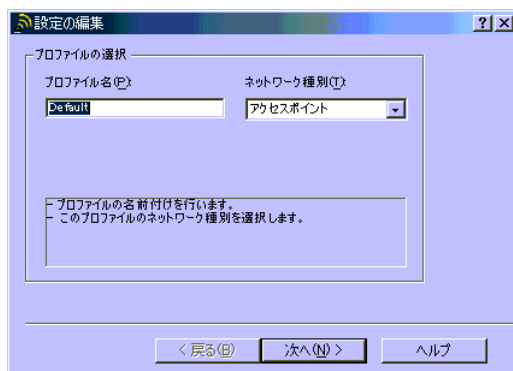 設定の編集
プロファイルの選択
プロファイル名(P):
ネットワーク種別(T):
Default
アクセスポイント
- プロファイルの名前付けを行います。
- このプロファイルのネットワーク種別を選択します。
< 戻る(B)
次へ(N) >
ヘルプ